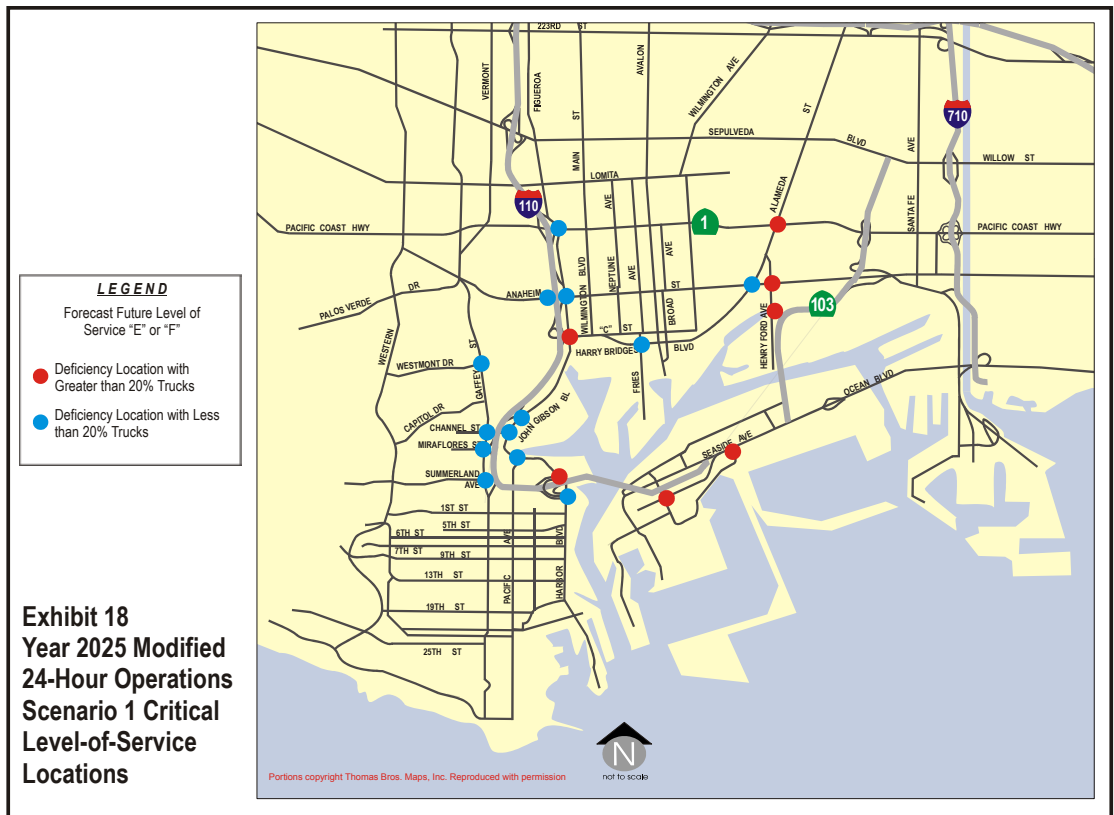 LEGEND
Forecast Future Level of
Service “E” or “F”
Deficiency Location with
Greater than 20% Trucks
Deficiency Location with Less
than 20% Trucks
Exhibit 18
Year 2025 Modified
24-Hour Operations
Scenario 1 Critical
Level-of-Service
Locations
223RD ST
VERMONT
FIGUEROA
MAIN ST
AVALON
WILMINGTON AVE
ALAMEDA ST
SEPULVEDA BLVD
WILLOW ST
710
SANTA FE AVE
LOMITA
110
1
PACIFIC COAST HWY
PACIFIC COAST HWY
NEPTUNE AVE
WILMINGTON BLVD
AVE
BROAD AVE
ANAHEIM ST
PALOS VERDE DR
WESTERN
103
HENRY FORD AVE
“C” ST
HARRY BRIDGES BLVD
FRIES
WESTMONT DR
GAFFEY ST
CAPITOL DR
CHANNEL ST
MIRAFLORES ST
JOHN GIBSON BL
OCEAN BLVD
SEASIDE AVE
SUMMERLAND
AVE
1ST ST
5TH ST
6TH ST
7TH ST
9TH ST
13TH ST
19TH ST
25TH ST
PACIFIC AVE
HARBOR BLVD
N
not to scale
Portions copyright Thomas Bros. Maps, Inc. Reproduced with permission